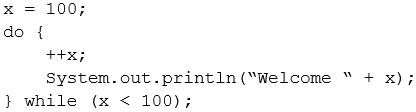 x = 100;
do {
    ++x;
    System.out.println(“Welcome “ + x);
} while (x < 100);